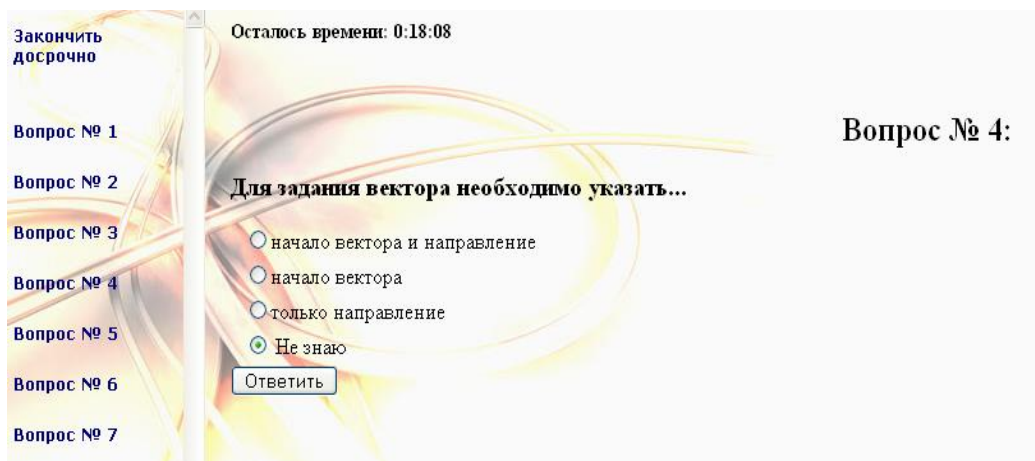 Закончить
досрочно
Вопрос № 1
Вопрос № 2
Вопрос № 3
Вопрос № 4
Вопрос № 5
Вопрос № 6
Вопрос № 7
Осталось времени: 0:18:08
Вопрос № 4:
Для задания вектора необходимо указать...
начало вектора и направление
начало вектора
только направление
Не знаю
Ответить